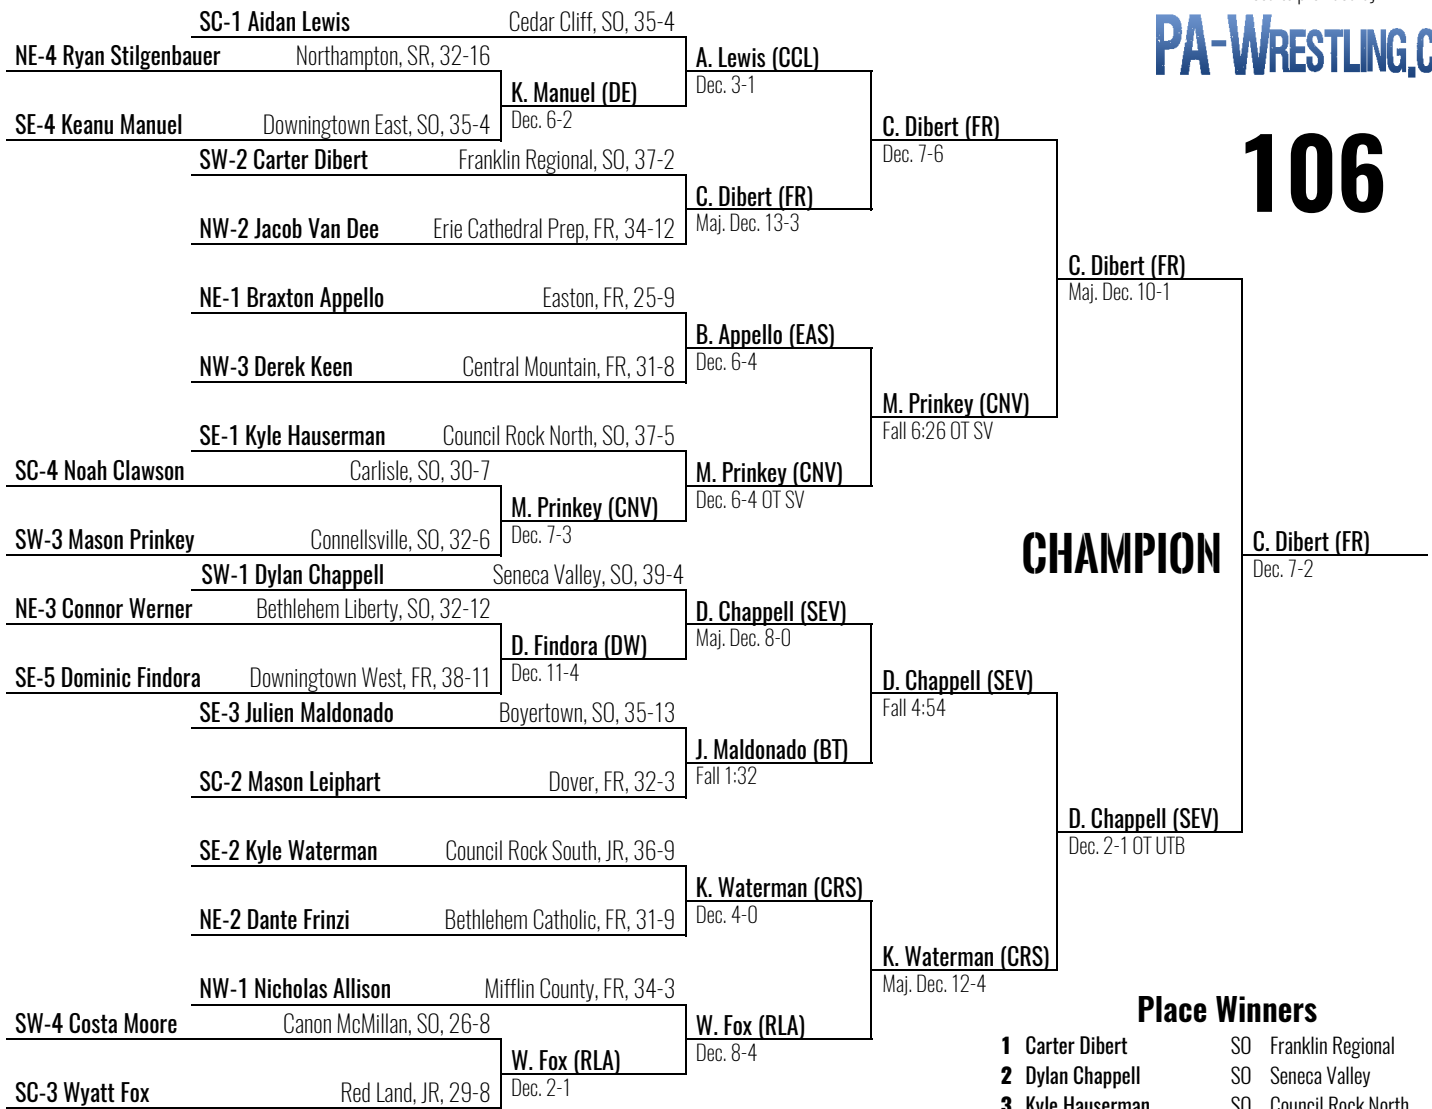 PA-WRESTLING.C
106
SC-1 Aidan Lewis Cedar Cliff, SO, 35-4
NE-4 Ryan Stilgenbauer Northampton, SR, 32-16
SE-4 Keanu Manuel Downingtown East, SO, 35-4
SW-2 Carter Dibert Franklin Regional, SO, 37-2
NW-2 Jacob Van Dee Erie Cathedral Prep, FR, 34-12
NE-1 Braxton Appello Easton, FR, 25-9
NW-3 Derek Keen Central Mountain, FR, 31-8
SE-1 Kyle Hauserman Council Rock North, SO, 37-5
SC-4 Noah Clawson Carlisle, SO, 30-7
SW-3 Mason Prinkey Connellsville, SO, 32-6
SW-1 Dylan Chappell Seneca Valley, SO, 39-4
NE-3 Connor Werner Bethlehem Liberty, SO, 32-12
SE-5 Dominic Findora Downingtown West, FR, 38-11
SE-3 Julien Maldonado Boyertown, SO, 35-13
SC-2 Mason Leiphart Dover, FR, 32-3
SE-2 Kyle Waterman Council Rock South, JR, 36-9
NE-2 Dante Frinzi Bethlehem Catholic, FR, 31-9
NW-1 Nicholas Allison Mifflin County, FR, 34-3
SW-4 Costa Moore Canon McMillan, SO, 26-8
SC-3 Wyatt Fox Red Land, JR, 29-8
K. Manuel (DE)
Dec. 6-2
M. Prinkey (CNV)
Dec. 7-3
D. Findora (DW)
Dec. 11-4
W. Fox (RLA)
Dec. 2-1
A. Lewis (CCL)
Dec. 3-1
C. Dibert (FR)
Maj. Dec. 13-3
B. Appello (EAS)
Dec. 6-4
M. Prinkey (CNV)
Dec. 6-4 OT SV
D. Chappell (SEV)
Maj. Dec. 8-0
J. Maldonado (BT)
Fall 1:32
K. Waterman (CRS)
Dec. 4-0
W. Fox (RLA)
Dec. 8-4
C. Dibert (FR)
Dec. 7-6
M. Prinkey (CNV)
Fall 6:26 OT SV
D. Chappell (SEV)
Fall 4:54
K. Waterman (CRS)
Maj. Dec. 12-4
C. Dibert (FR)
Maj. Dec. 10-1
D. Chappell (SEV)
Dec. 2-1 OT UTB
CHAMPION
C. Dibert (FR)
Dec. 7-2
Place Winners
1 Carter Dibert SO Franklin Regional
2 Dylan Chappell SO Seneca Valley
3 Kyle Hauserman SO Council Rock North